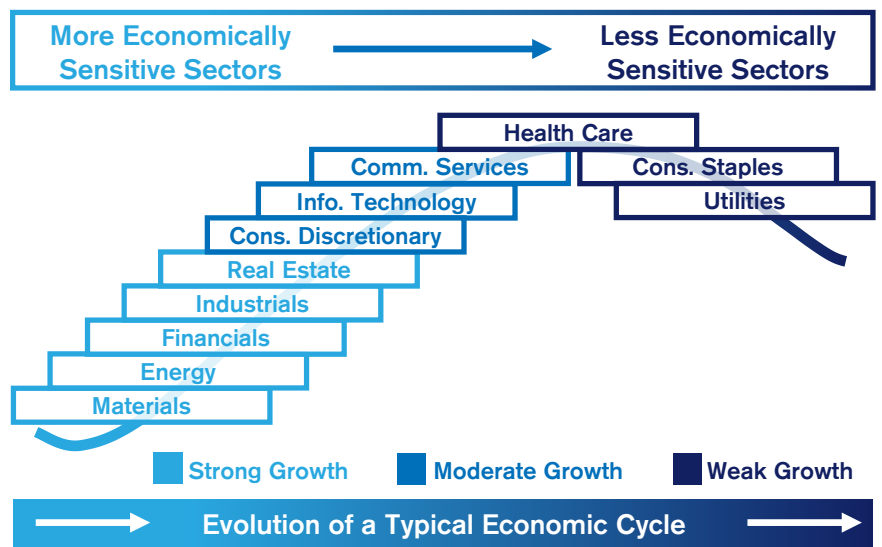 More Economically
Sensitive Sectors
Less Economically
Sensitive Sectors
Health Care
Comm. Services
Cons. Staples
Info. Technology
Utilities
Cons. Discretionary
Real Estate
Industrials
Financials
Energy
Materials
Strong Growth
Moderate Growth
Weak Growth
Evolution of a Typical Economic Cycle